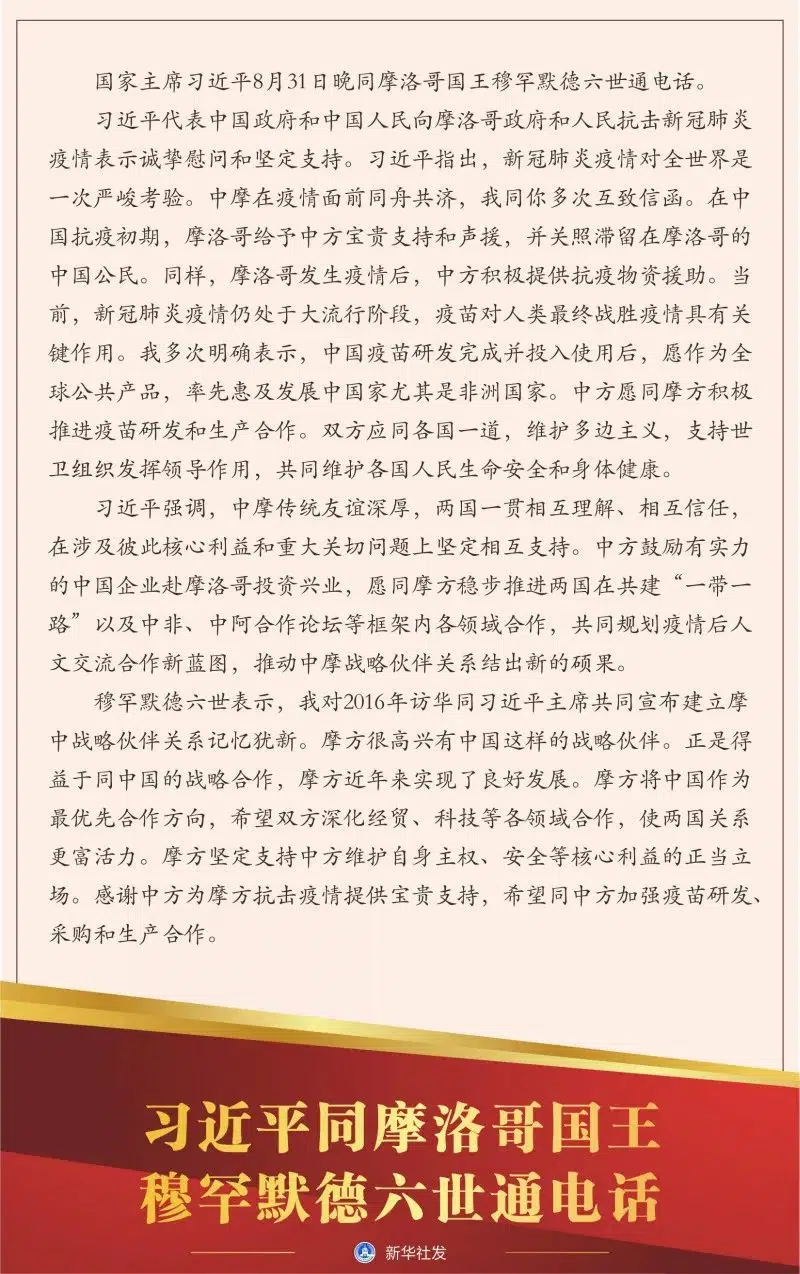 国家主席习近平8月31日晚同摩洛哥国王穆罕默德六世通电话。
习近平代表中国政府和中国人民向摩洛哥政府和人民抗击新冠肺炎
疫情表示诚挚慰问和坚定支持。习近平指出，新冠肺炎疫情对全世界是
一次严峻考验。中摩在疫情面前同舟共济，我同你多次互致信函。在中
国抗疫初期，摩洛哥给予中方宝贵支持和声援，并关照滞留在摩洛哥的
中国公民。同样，摩洛哥发生疫情后，中方积极提供抗疫物资援助。当
前，新冠肺炎疫情仍处于大流行阶段，疫苗对人类最终战胜疫情具有关
键作用。我多次明确表示，中国疫苗研发完成并投入使用后，愿作为全
球公共产品，率先惠及发展中国家尤其是非洲国家。中方愿同摩方积极
推进疫苗研发和生产合作。双方应同各国一道，维护多边主义，支持世
卫组织发挥领导作用，共同维护各国人民生命安全和身体健康。
习近平强调，中摩传统友谊深厚，两国一贯相互理解、相互信任，
在涉及彼此核心利益和重大关切问题上坚定相互支持。中方鼓励有实力
的中国企业赴摩洛哥投资兴业，愿同摩方稳步推进两国在共建“一带一
路”以及中非、中阿合作论坛等框架内各领域合作，共同规划疫情后人
文交流合作新蓝图，推动中摩战略伙伴关系结出新的硕果。
穆罕默德六世表示，我对2016年访华同习近平主席共同宣布建立摩
中战略伙伴关系记忆犹新。摩方很高兴有中国这样的战略伙伴。正是得
益于同中国的战略合作，摩方近年来实现了良好发展。摩方将中国作为
最优先合作方向，希望双方深化经贸、科技等各领域合作，使两国关系
更富活力。摩方坚定支持中方维护自身主权、安全等核心利益的正当立
场。感谢中方为摩方抗击疫情提供宝贵支持，希望同中方加强疫苗研发、
采购和生产合作。
习近平同摩洛哥国王
穆罕默德六世通电话
新华社发